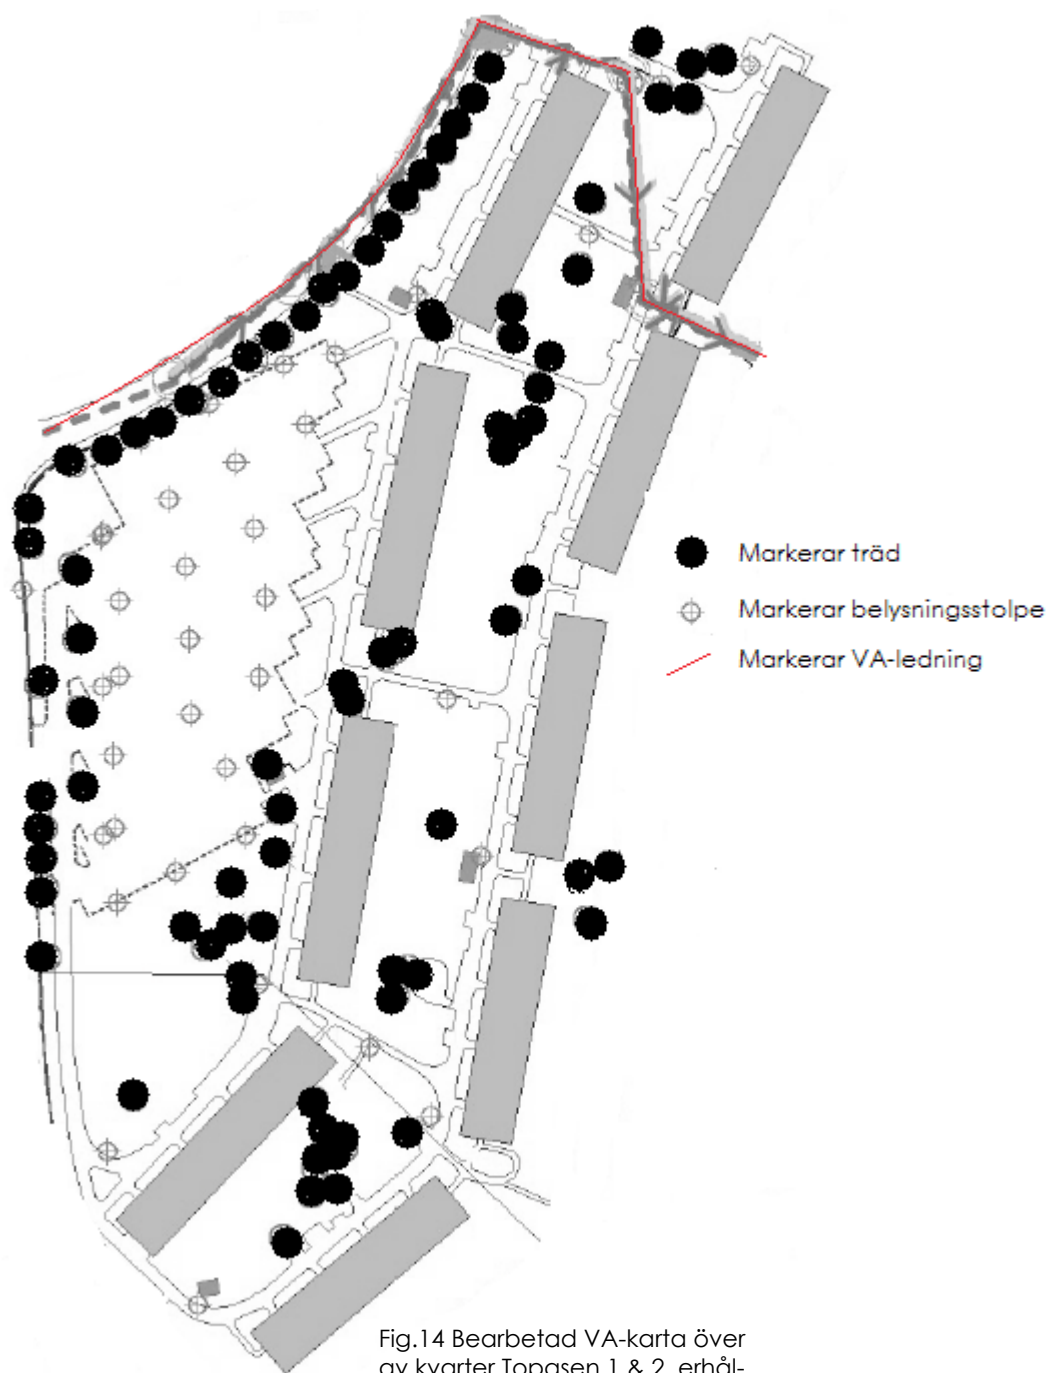 Markerar träd
Markerar belysningsstolpe
Markerar VA-ledning
Fig.14 Bearbetad VA-karta över
av kvarter Topasen 1 & 2, erhål-